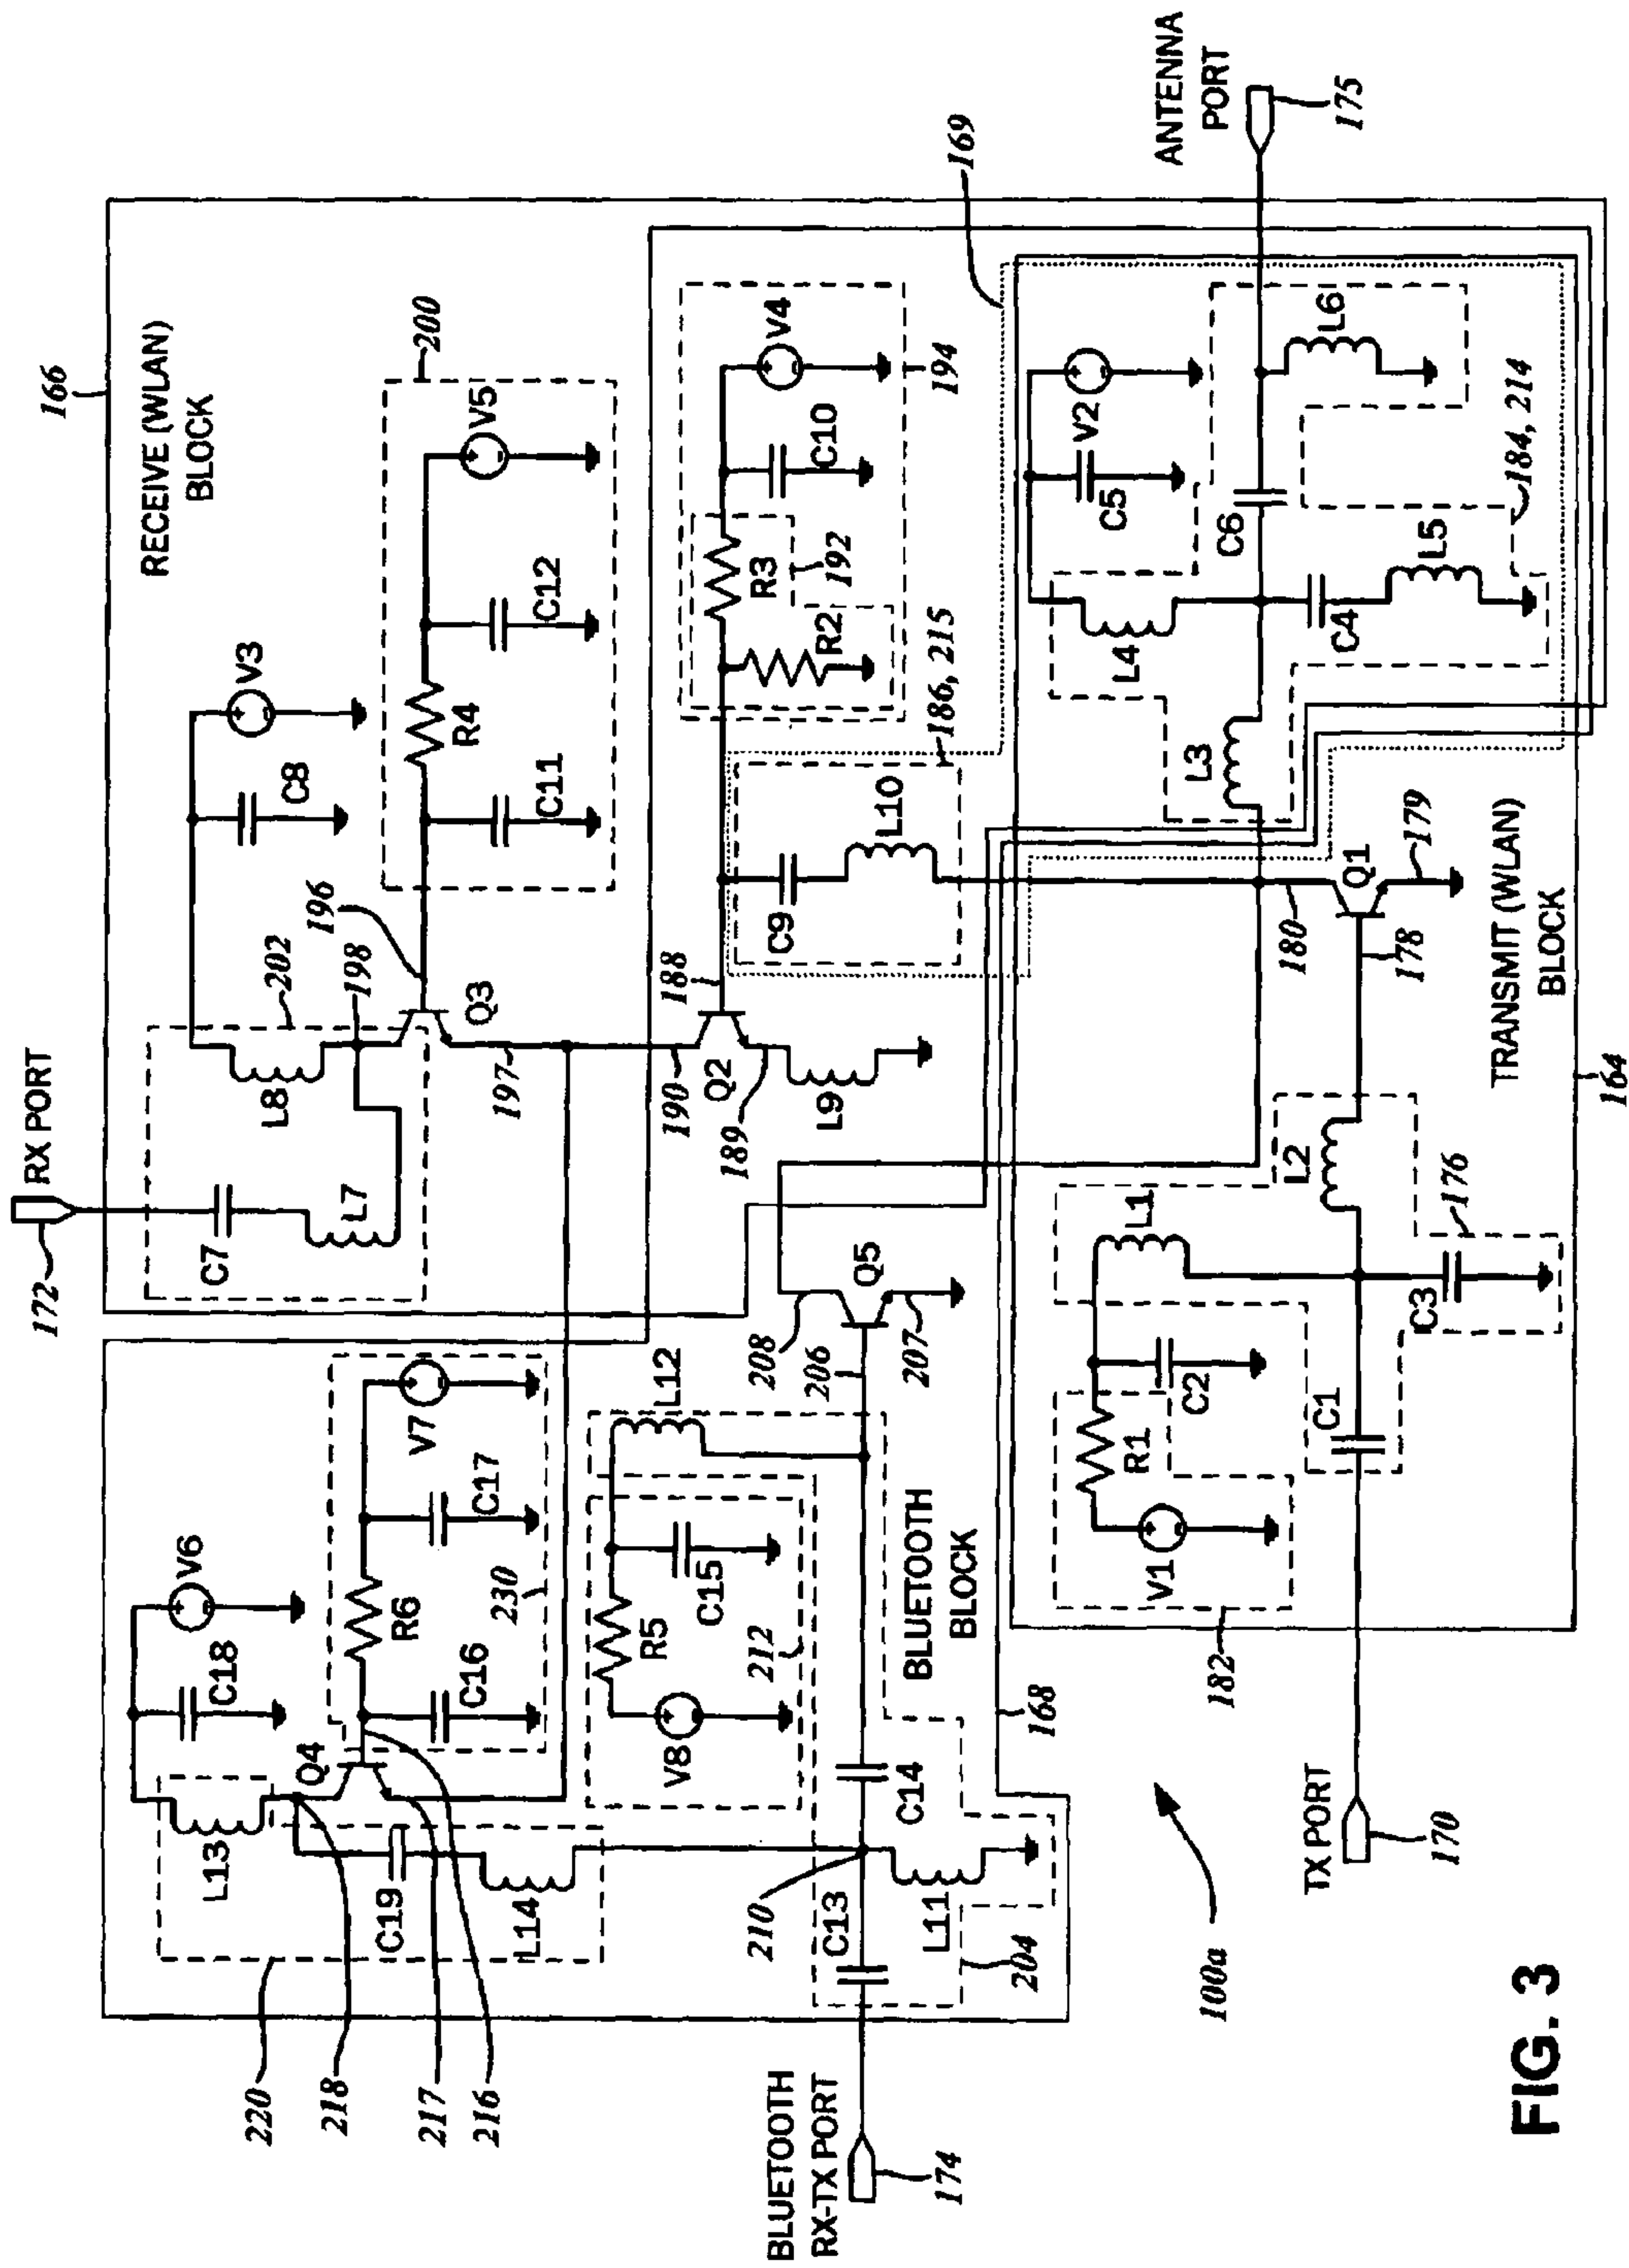 166
RECEIVE (WLAN)
BLOCK
RX PORT
172
C7
L7
L8
202
198
196
Q3
197
C8
V3
R4
C11
C12
V5
200
169
ANTENNA
PORT
175
188
190
Q2
189
L9
C9
L10
186, 215
R2
R3
192
C10
V4
194
L3
L4
C4
L5
C5
V2
C6
L6
184, 214
220
218
217
216
L13
C18
V6
Q4
C19
L14
R6
C16
C17
V7
230
R5
V8
C15
212
L12
BLUETOOTH
BLOCK
208
206
207
Q5
C14
210
C13
L11
204
168
BLUETOOTH
RX-TX PORT
174
100a
TX PORT
170
182
V1
R1
C2
L1
C1
C3
176
L2
178
180
Q1
179
TRANSMIT (WLAN)
BLOCK
164
FIG. 3